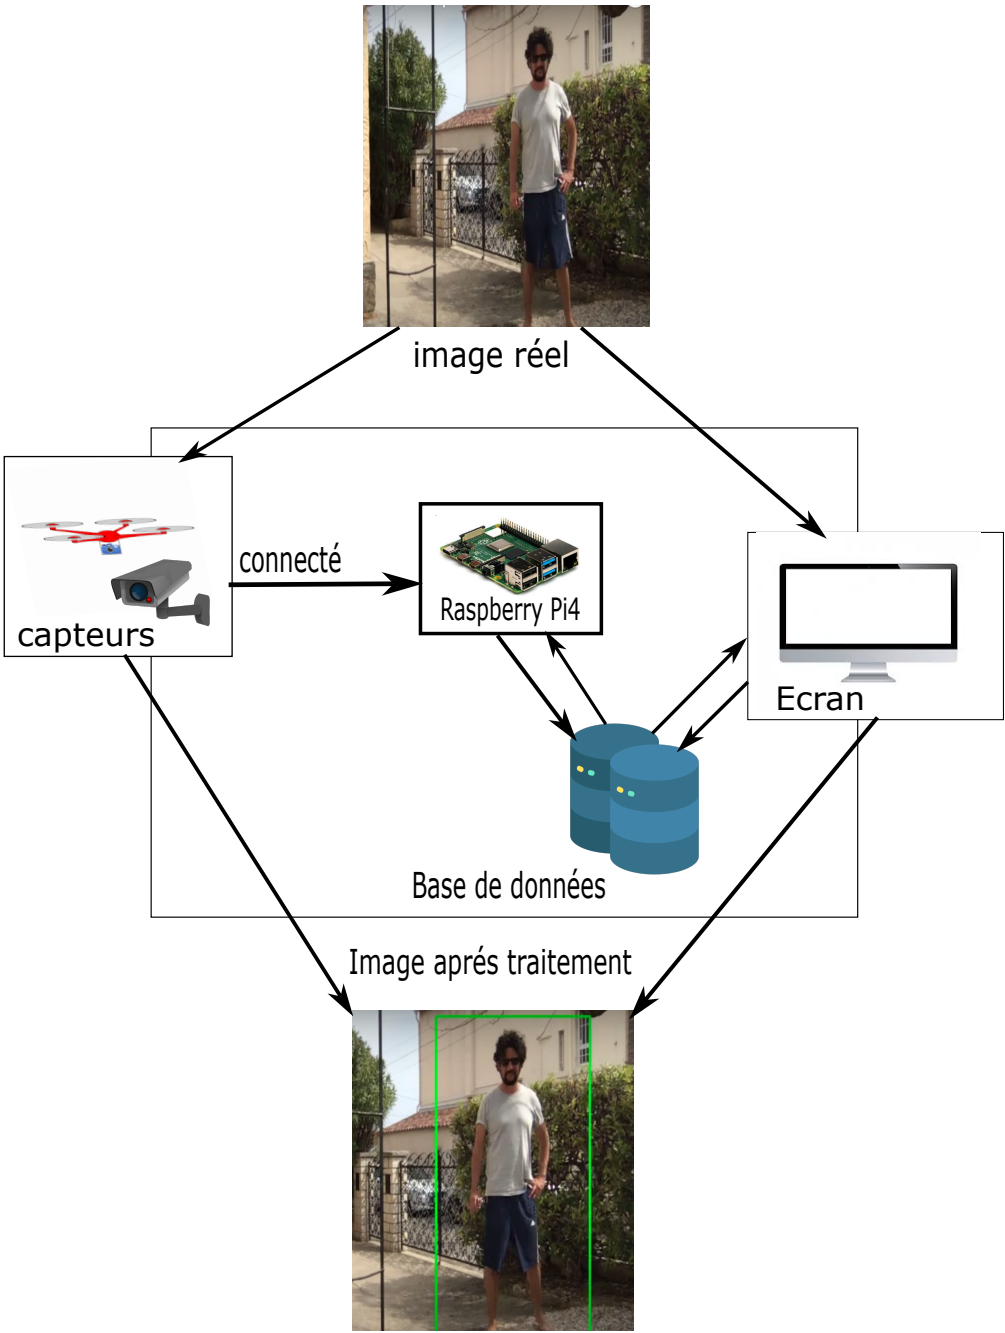 image réel
connecté
Raspberry Pi4
capteurs
Ecran
Base de données
Image aprés traitement